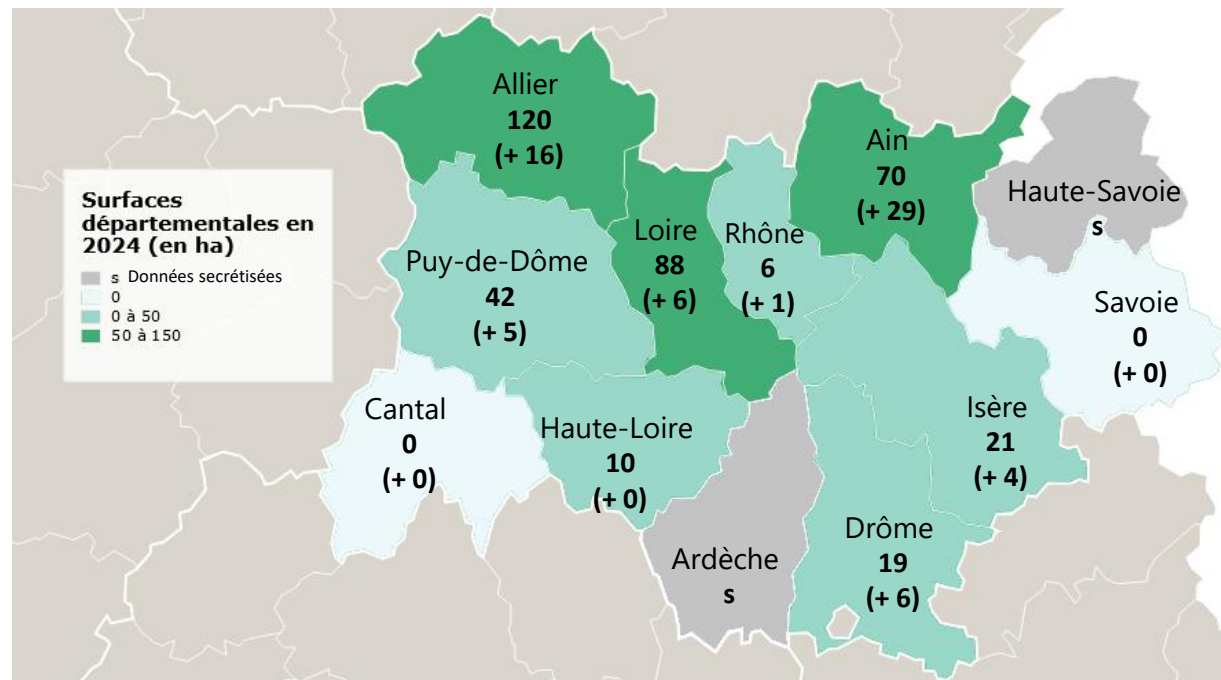 Surfaces
départementales en
2024 (en ha)
s Données secrétisées
0
0 à 50
50 à 150
Allier
120
(+ 16)
Ain
70
(+ 29)
Haute-Savoie
s
Loire
88
(+ 6)
Rhône
6
(+ 1)
Puy-de-Dôme
42
(+ 5)
Savoie
0
(+ 0)
Cantal
0
(+ 0)
Haute-Loire
10
(+ 0)
Isère
21
(+ 4)
Ardèche
s
Drôme
19
(+ 6)